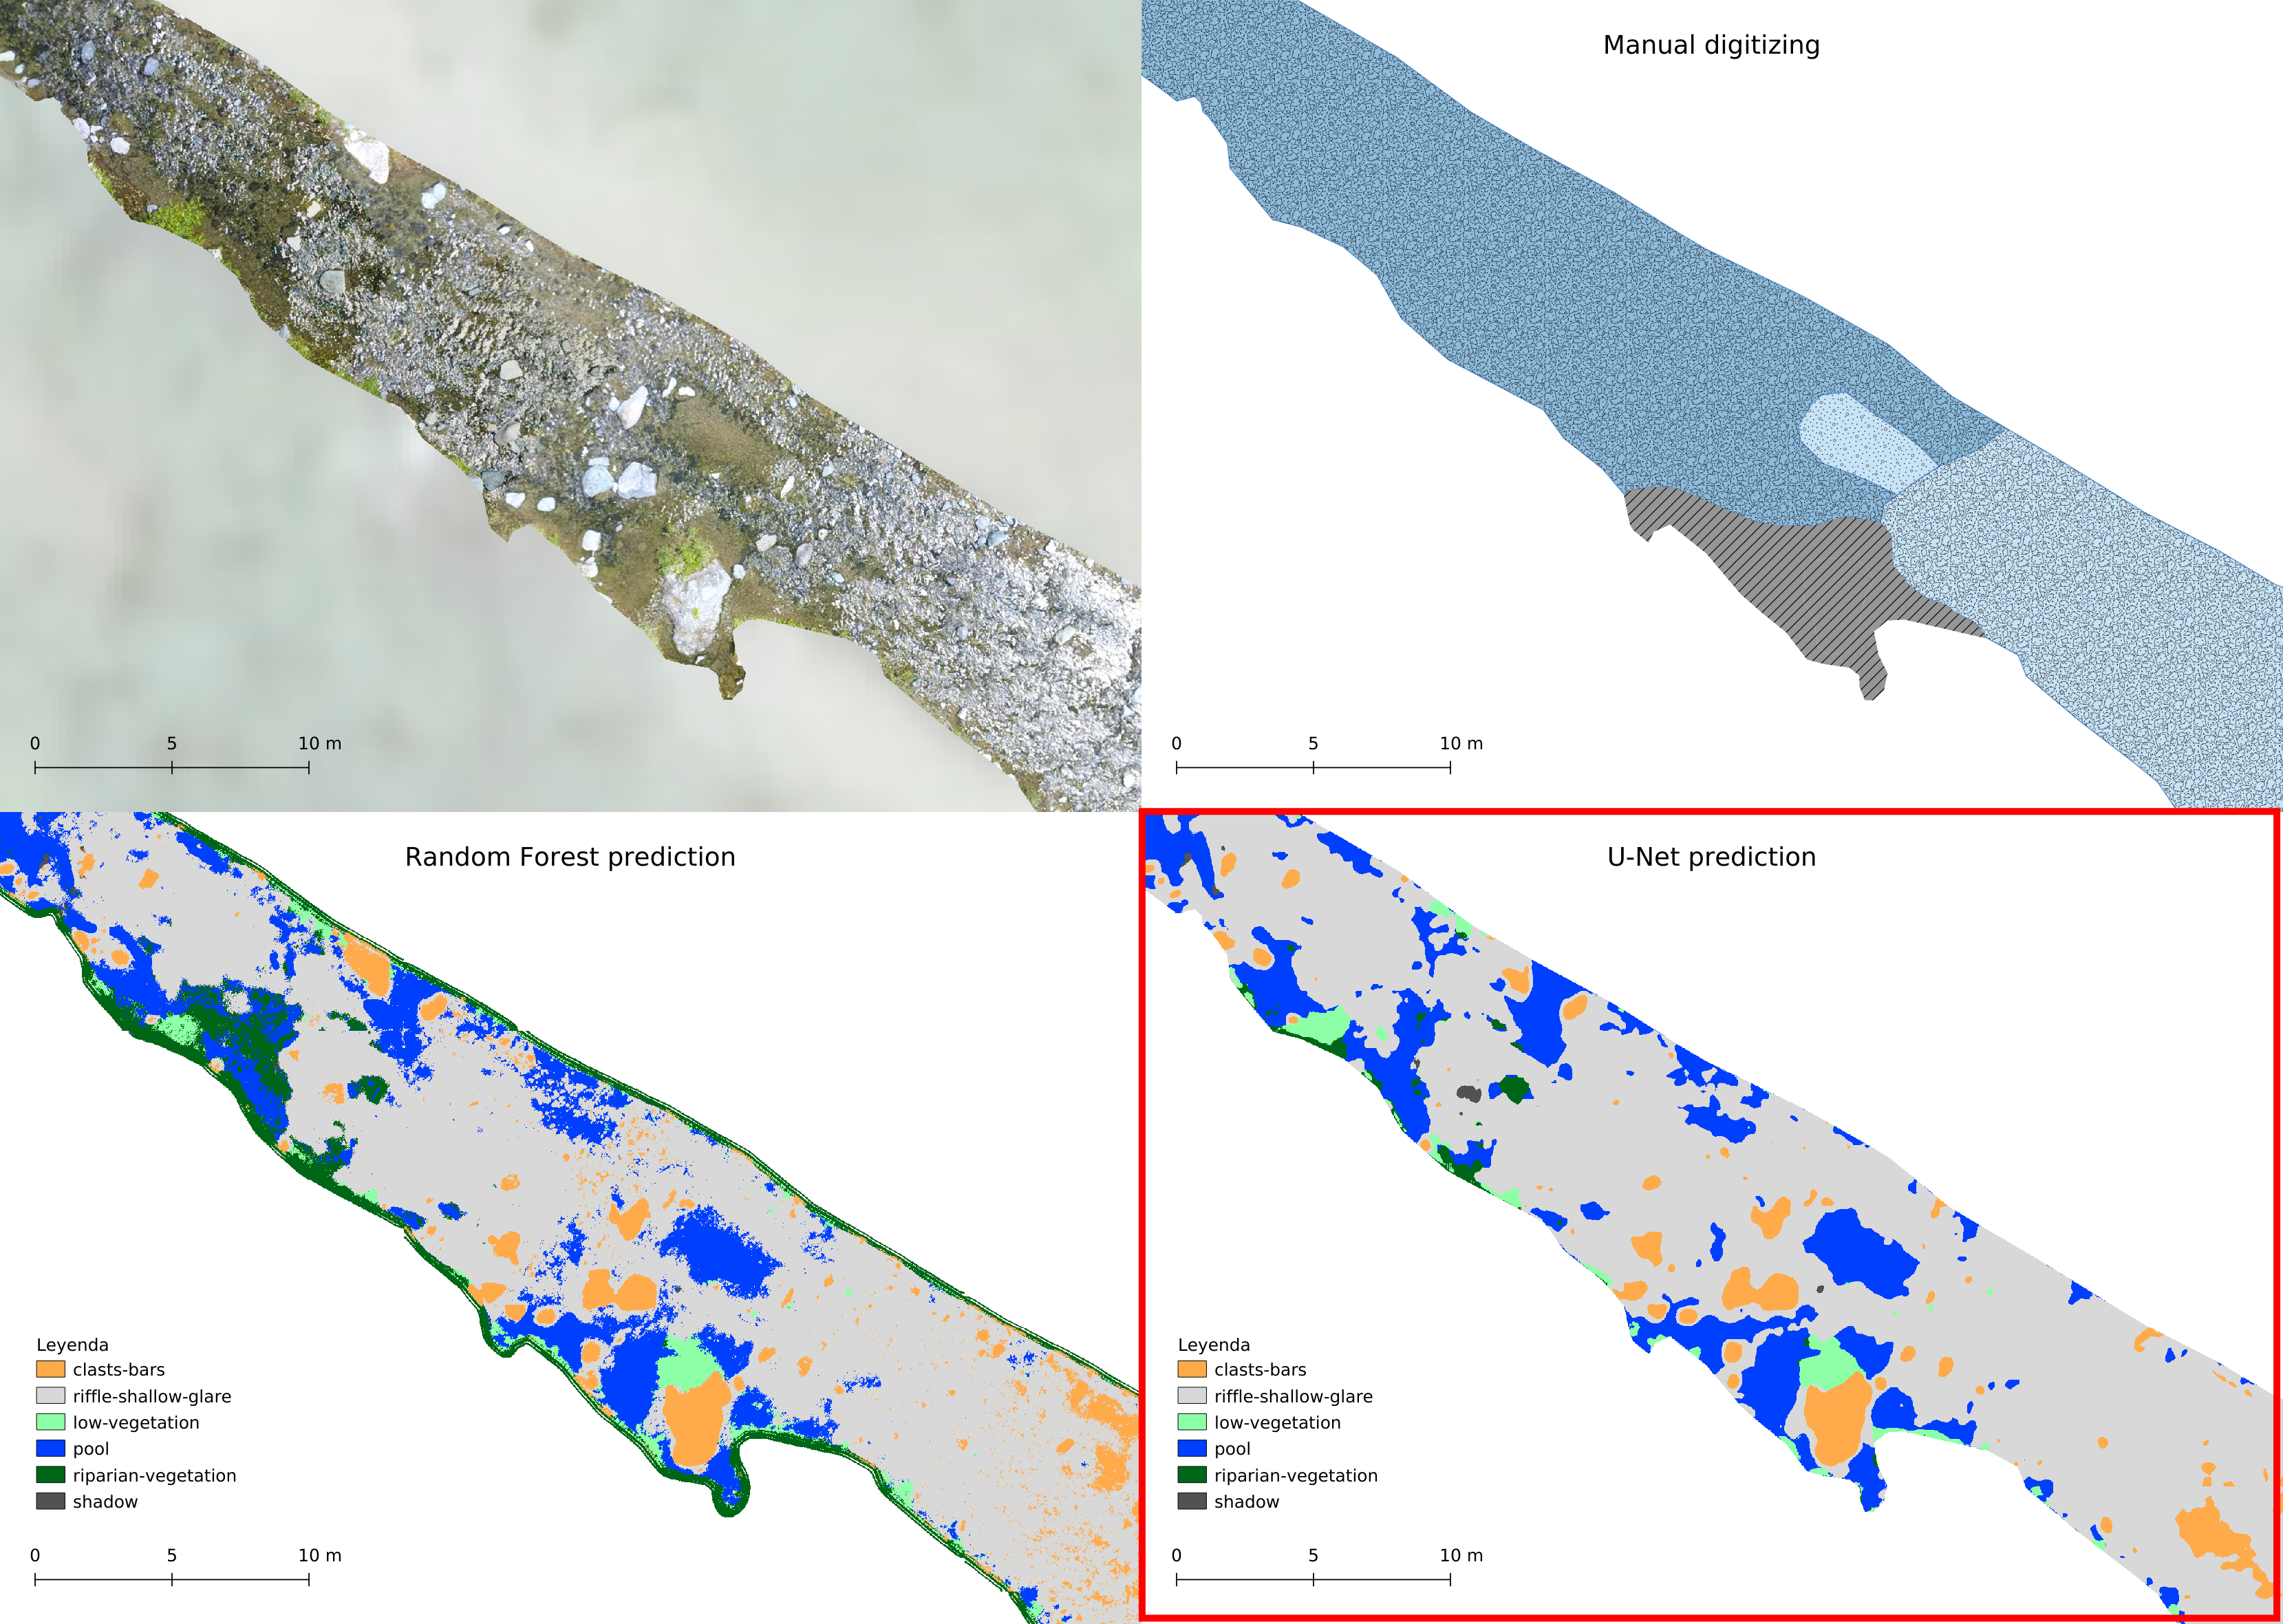 0 5 10 m
Manual digitizing
0 5 10 m
Random Forest prediction
Leyenda
clasts-bars
riffle-shallow-glare
low-vegetation
pool
riparian-vegetation
shadow
0 5 10 m
U-Net prediction
Leyenda
clasts-bars
riffle-shallow-glare
low-vegetation
pool
riparian-vegetation
shadow
0 5 10 m